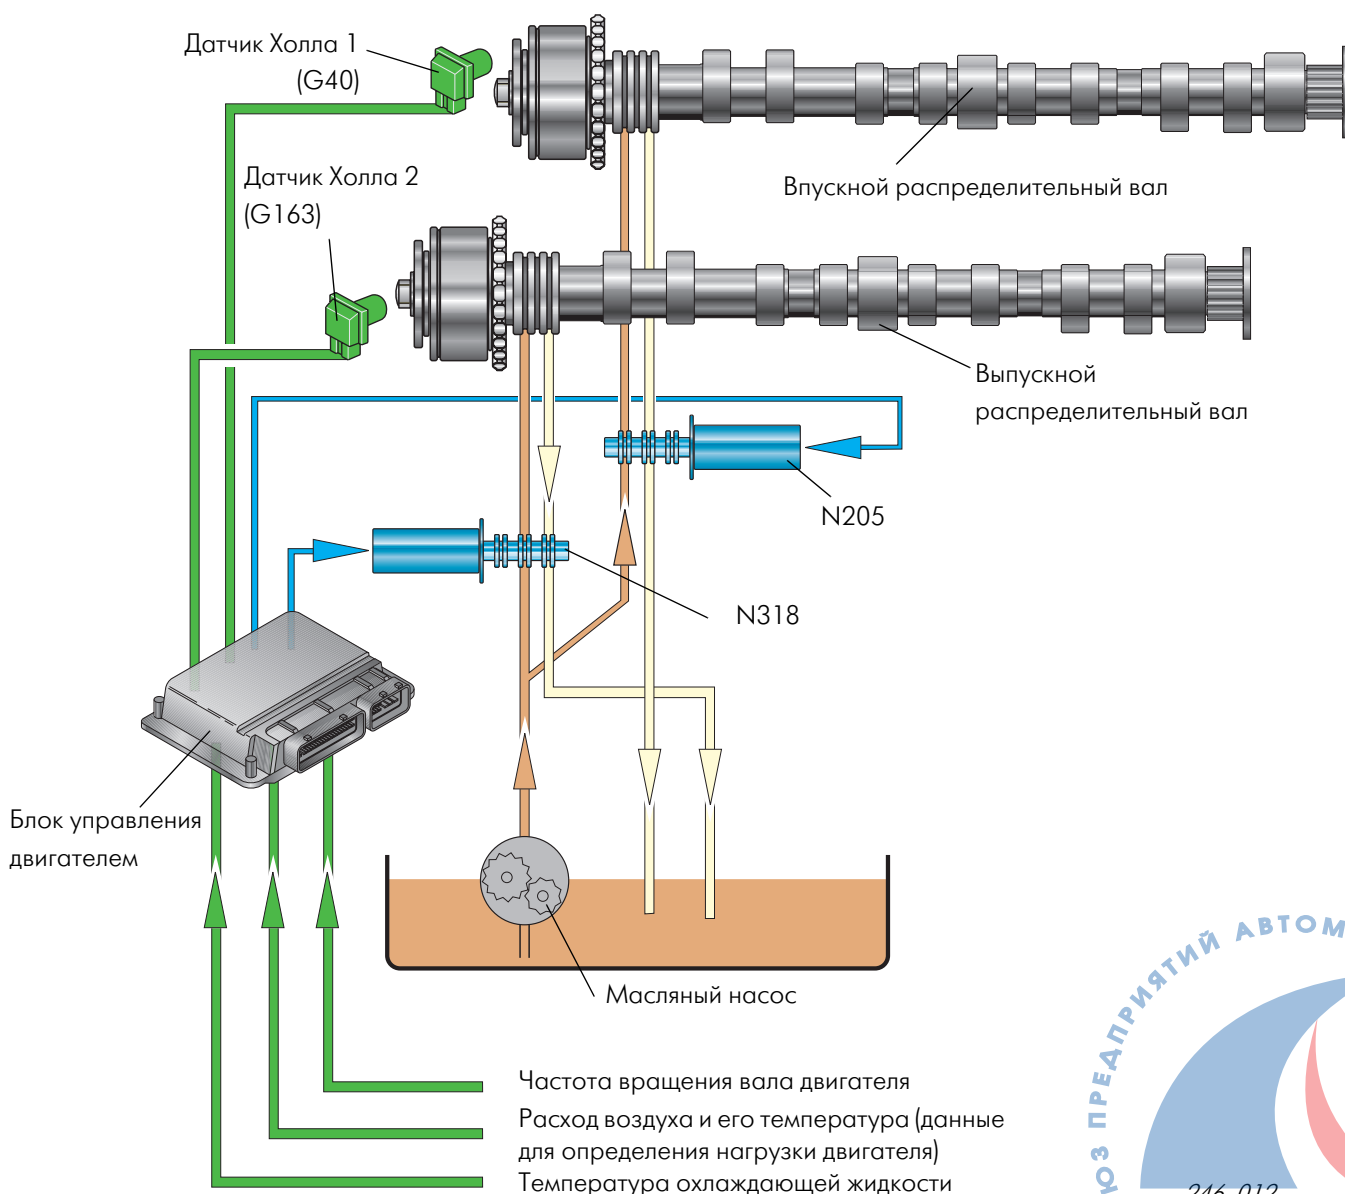 Датчик Холла 1
(G40)
Датчик Холла 2
(G163)
Впускной распределительный вал
Выпускной
распределительный вал
N205
N318
Блок управления
двигателем
Масляный насос
Частота вращения вала двигателя
Расход воздуха и его температура (данные
для определения нагрузки двигателя)
Температура охлаждающей жидкости
ПРЕДПРИЯТИЙ
246_012